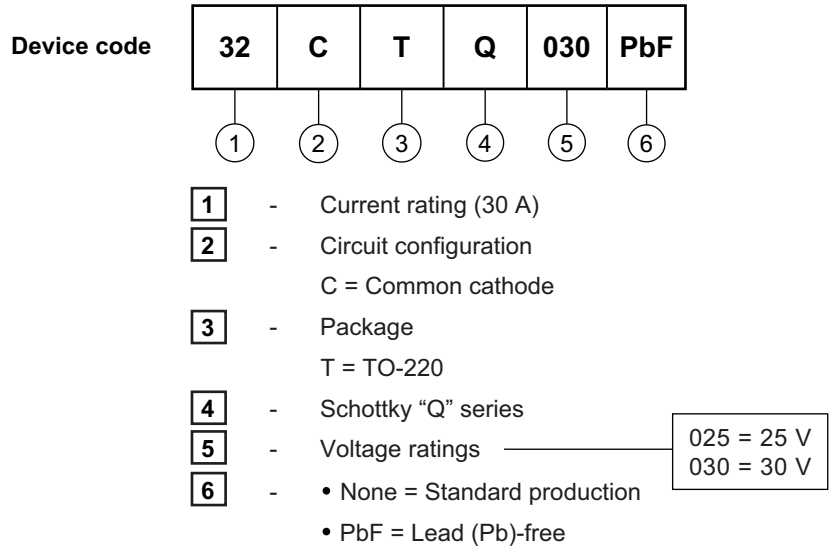 Device code 32 C T Q 030 PbF
1 2 3 4 5 6
1 - Current rating (30 A)
2 - Circuit configuration
C = Common cathode
3 - Package
T = TO-220
4 - Schottky “Q” series
5 - Voltage ratings
025 = 25 V
030 = 30 V
6 - • None = Standard production
• PbF = Lead (Pb)-free